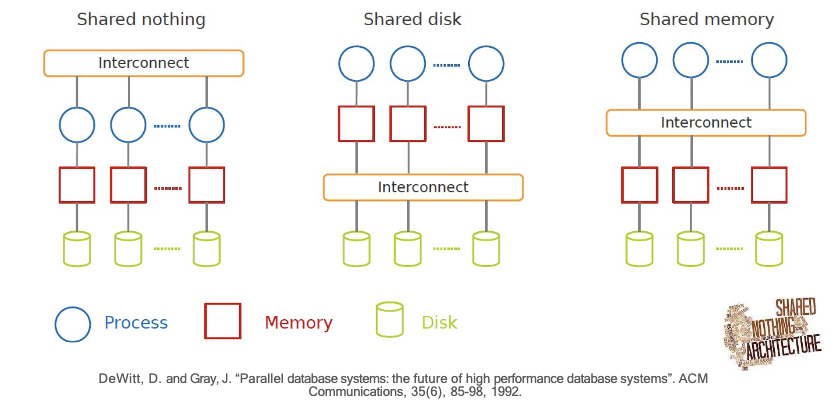 Shared nothing
Shared disk
Shared memory
Interconnect
Interconnect
Interconnect
Process
Memory
Disk
SHARED
NOTHING
ARCHITECTURE
DeWitt, D. and Gray, J. “Parallel database systems: the future of high performance database systems”. ACM
Communications, 35(6), 85-98, 1992.